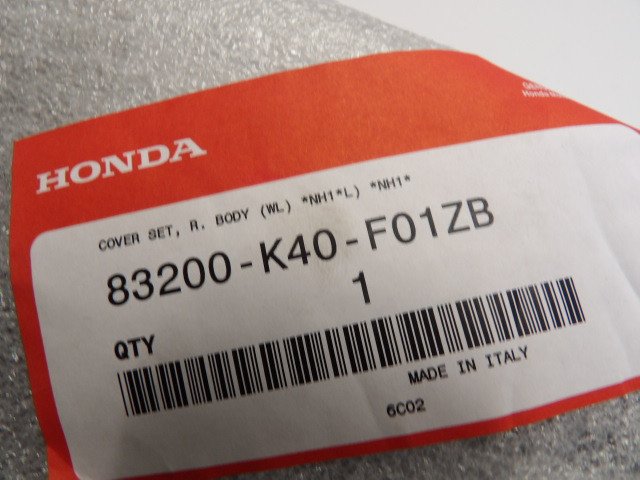 HONDA
COVER SET, R. BODY (WL) *NH1*L) *NH1*
83200-K40-F01ZB
1
QTY
MADE IN ITALY
6C02